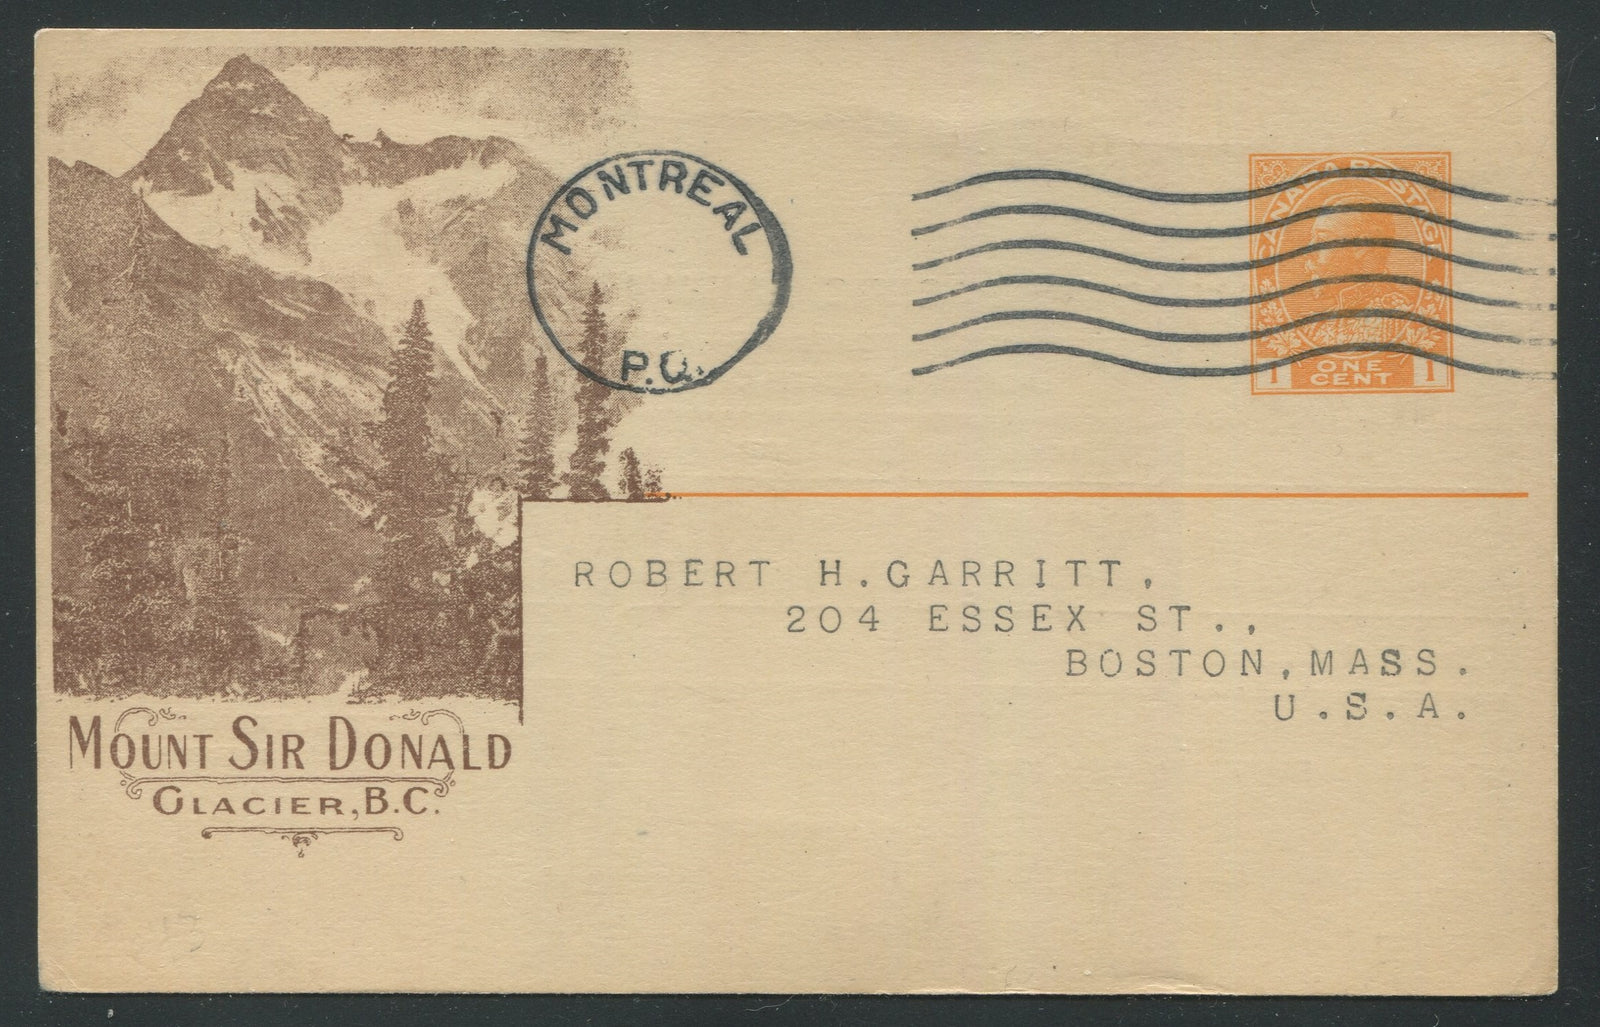 MONTREAL
P.Q.
CANADA POSTAGE
1 ONE CENT 1
ROBERT H.GARRITT,
204 ESSEX ST.,
BOSTON,MASS.
U.S.A.
MOUNT SIR DONALD
GLACIER, B.C.